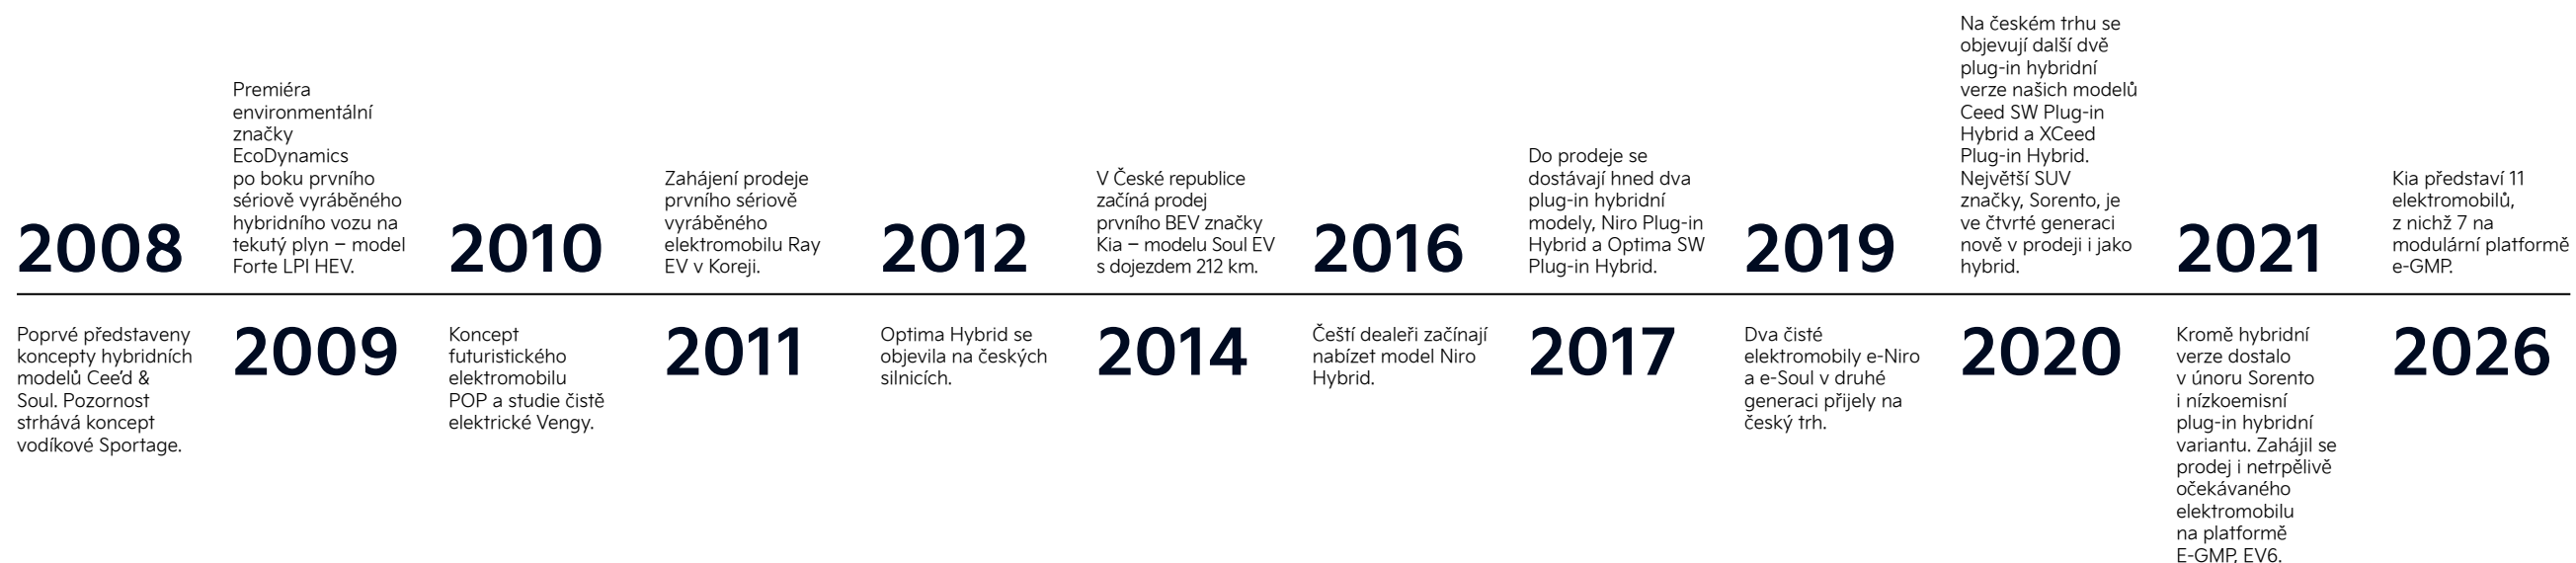 2008
Poprvé představeny
koncepty hybridních
modelů Cee’d &
Soul. Pozornost
strhává koncept
vodíkové Sportage.
Premiéra
environmentální
značky
EcoDynamics
po boku prvního
sériově vyráběného
hybridního vozu na
tekutý plyn – model
Forte LPI HEV.
2009
2010
Koncept
futuristického
elektromobilu
POP a studie čistě
elektrické Vengy.
Zahájení prodeje
prvního sériově
vyráběného
elektromobilu Ray
EV v Koreji.
2011
2012
Optima Hybrid se
objevila na českých
silnicích.
V České republice
začíná prodej
prvního BEV značky
Kia – modelu Soul EV
s dojezdem 212 km.
2014
2016
Čeští dealeři začínají
nabízet model Niro
Hybrid.
Do prodeje se
dostávají hned dva
plug-in hybridní
modely, Niro Plug-in
Hybrid a Optima SW
Plug-in Hybrid.
2017
2019
Dva čisté
elektromobily e-Niro
a e-Soul v druhé
generaci přijely na
český trh.
Na českém trhu se
objevují další dvě
plug-in hybridní
verze našich modelů
Ceed SW Plug-in
Hybrid a XCeed
Plug-in Hybrid.
Největší SUV
značky, Sorento, je
ve čtvrté generaci
nově v prodeji i jako
hybrid.
2020
2021
Kromě hybridní
verze dostalo
v únoru Sorento
i nízkoemisní
plug-in hybridní
variantu. Zahájil se
prodej i netrpělivě
očekávaného
elektromobilu
na platformě
E-GMP, EV6.
Kia představí 11
elektromobilů,
z nichž 7 na
modulární platformě
e-GMP.
2026